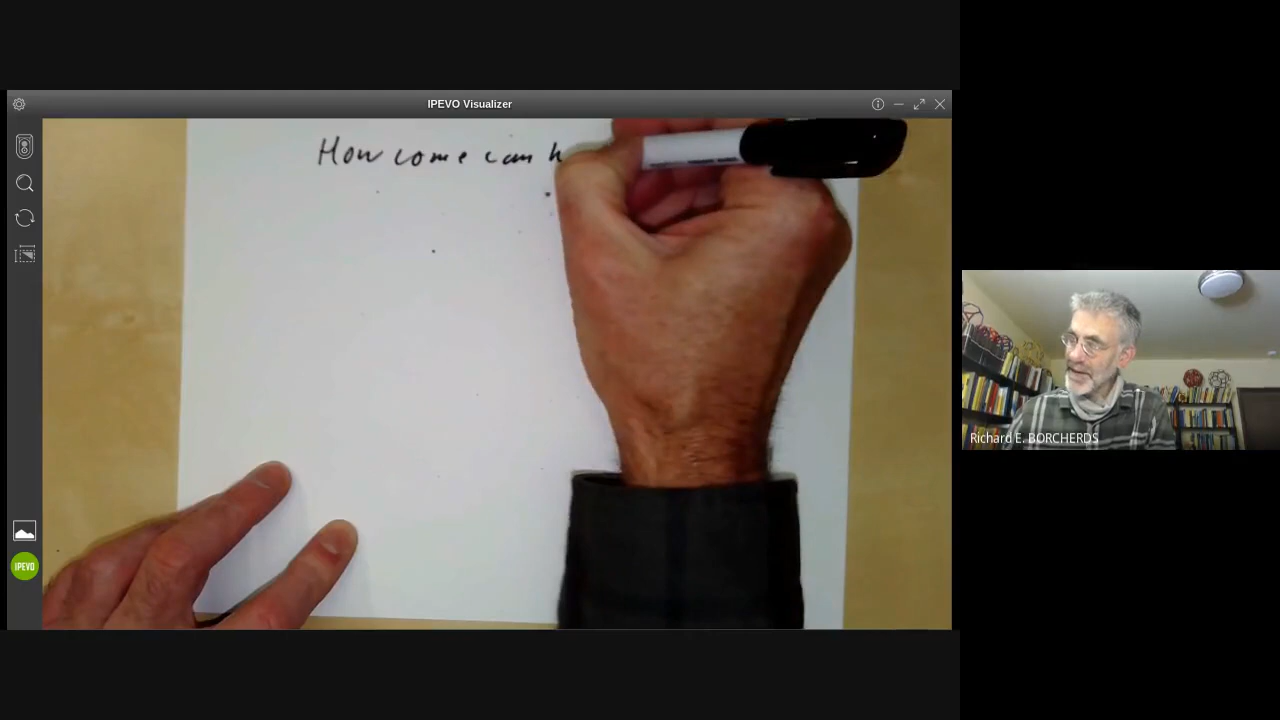 IPEVO Visualizer
How come can h
IPEVO
Richard E. BORCHERDS